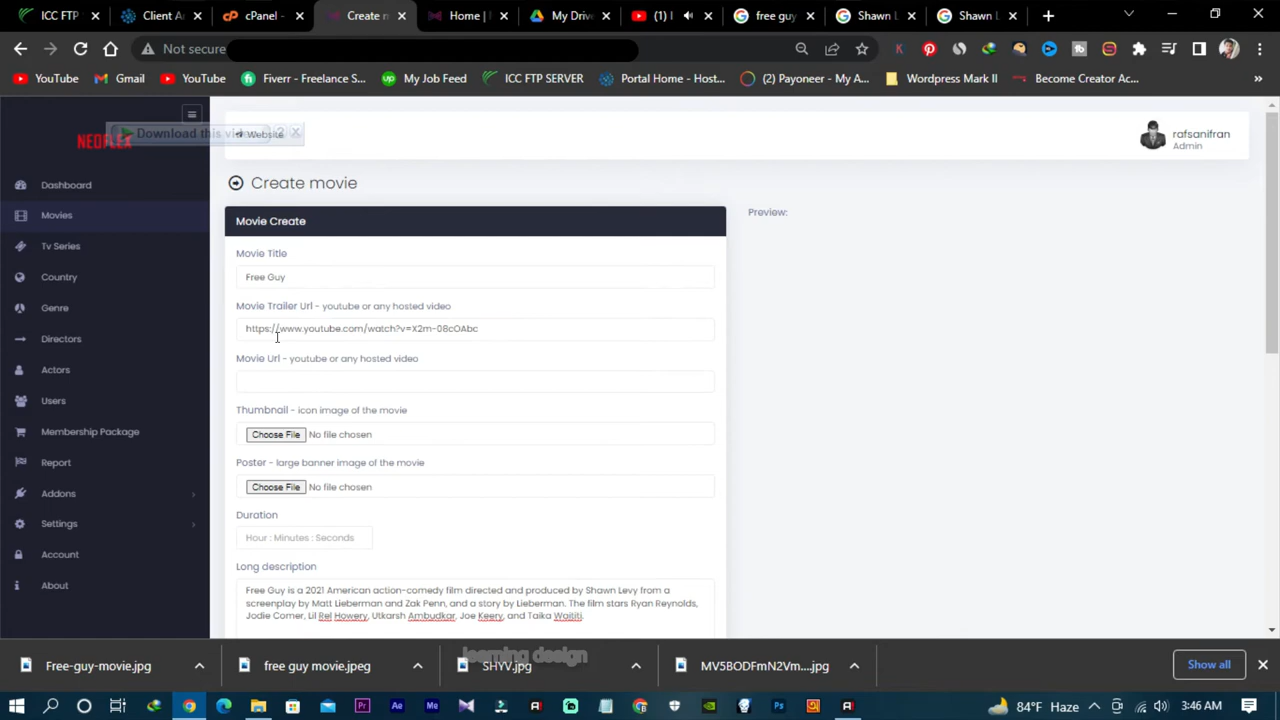 ICC FTP
Client Ar
cPanel -
Create m
Home |
My Drive
(1)
free guy
Shawn L
Shawn L
Not secure
YouTube
Gmail
YouTube
Fiverr - Freelance S...
My Job Feed
ICC FTP SERVER
Portal Home - Host...
(2) Payoneer - My A...
Wordpress Mark II
Become Creator Ac...
»
NEOFLEX
Download this video
Website
rafsanifran
Admin
Dashboard
Movies
Tv Series
Country
Genre
Directors
Actors
Users
Membership Package
Report
Addons
Settings
Account
About
Create movie
Movie Create
Preview:
Movie Title
Free Guy
Movie Trailer Url - youtube or any hosted video
https://www.youtube.com/watch?v=X2m-08cOAbc
Movie Url - youtube or any hosted video
Thumbnail - icon image of the movie
Choose File No file chosen
Poster - large banner image of the movie
Choose File No file chosen
Duration
Hour : Minutes : Seconds
Long description
Free Guy is a 2021 American action-comedy film directed and produced by Shawn Levy from a
screenplay by Matt Lieberman and Zak Penn, and a story by Lieberman. The film stars Ryan Reynolds,
Jodie Comer, Lil Rel Howery, Utkarsh Ambudkar, Joe Keery, and Taika Waititi.
Free-guy-movie.jpg
free guy movie.jpeg
SHYV.jpg
MV5BODFmN2Vm....jpg
Show all
learning design
84°F Haze
3:46 AM